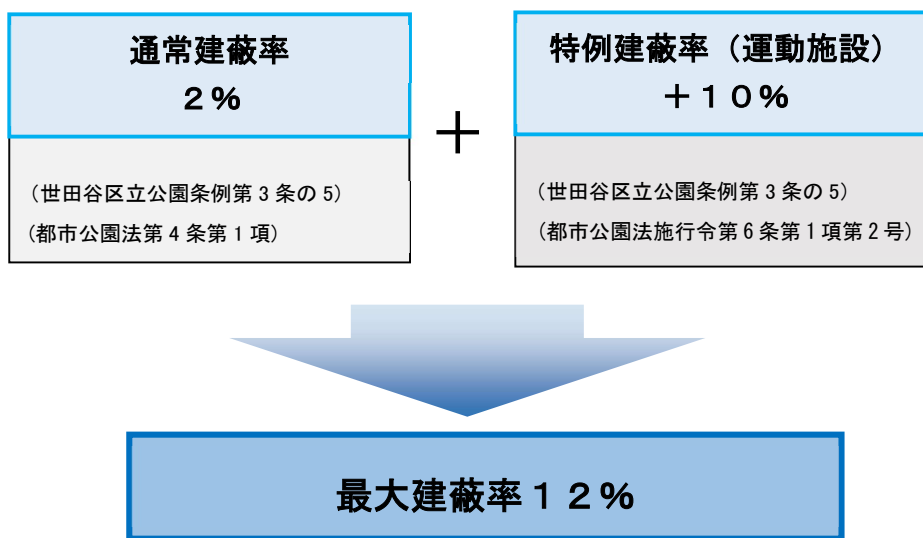 通常建蔽率
２%
＋
特例建蔽率（運動施設）
＋１０%
（世田谷区立公園条例第３条の５）
（都市公園法第４条第１項）
（世田谷区立公園条例第３条の５）
（都市公園法施行令第６条第１項第２号）
最大建蔽率１２%